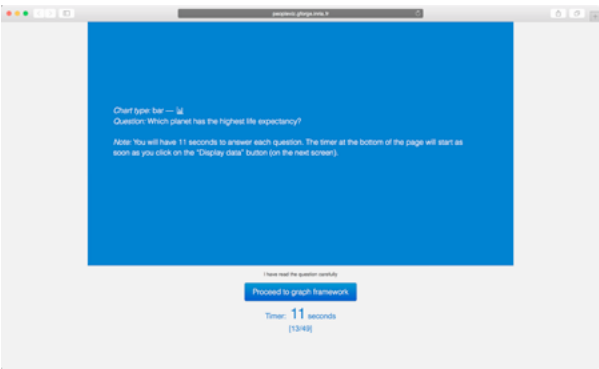 peoplevis.gforge.inria.fr
Chart type: bar —
Question: Which planet has the highest life expectancy?
Note: You will have 11 seconds to answer each question. The timer at the bottom of the page will start as
soon as you click on the "Display data" button (on the next screen).
I have read the question carefully
Proceed to graph framework
Timer: 11 seconds
[13/49]